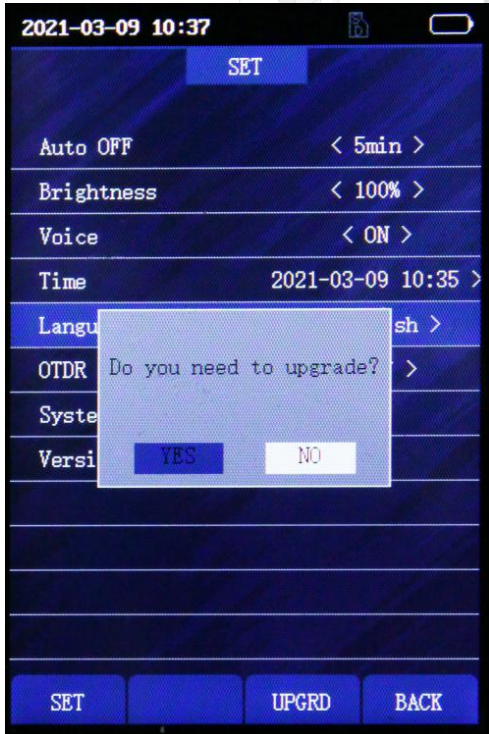 2021-03-09 10:37
SET
Auto OFF < 5min >
Brightness < 100% >
Voice < ON >
Time 2021-03-09 10:35 >
Langu sh >
OTDR >
Do you need to upgrade?
Syste
Versi
YES NO
SET UPGRD BACK